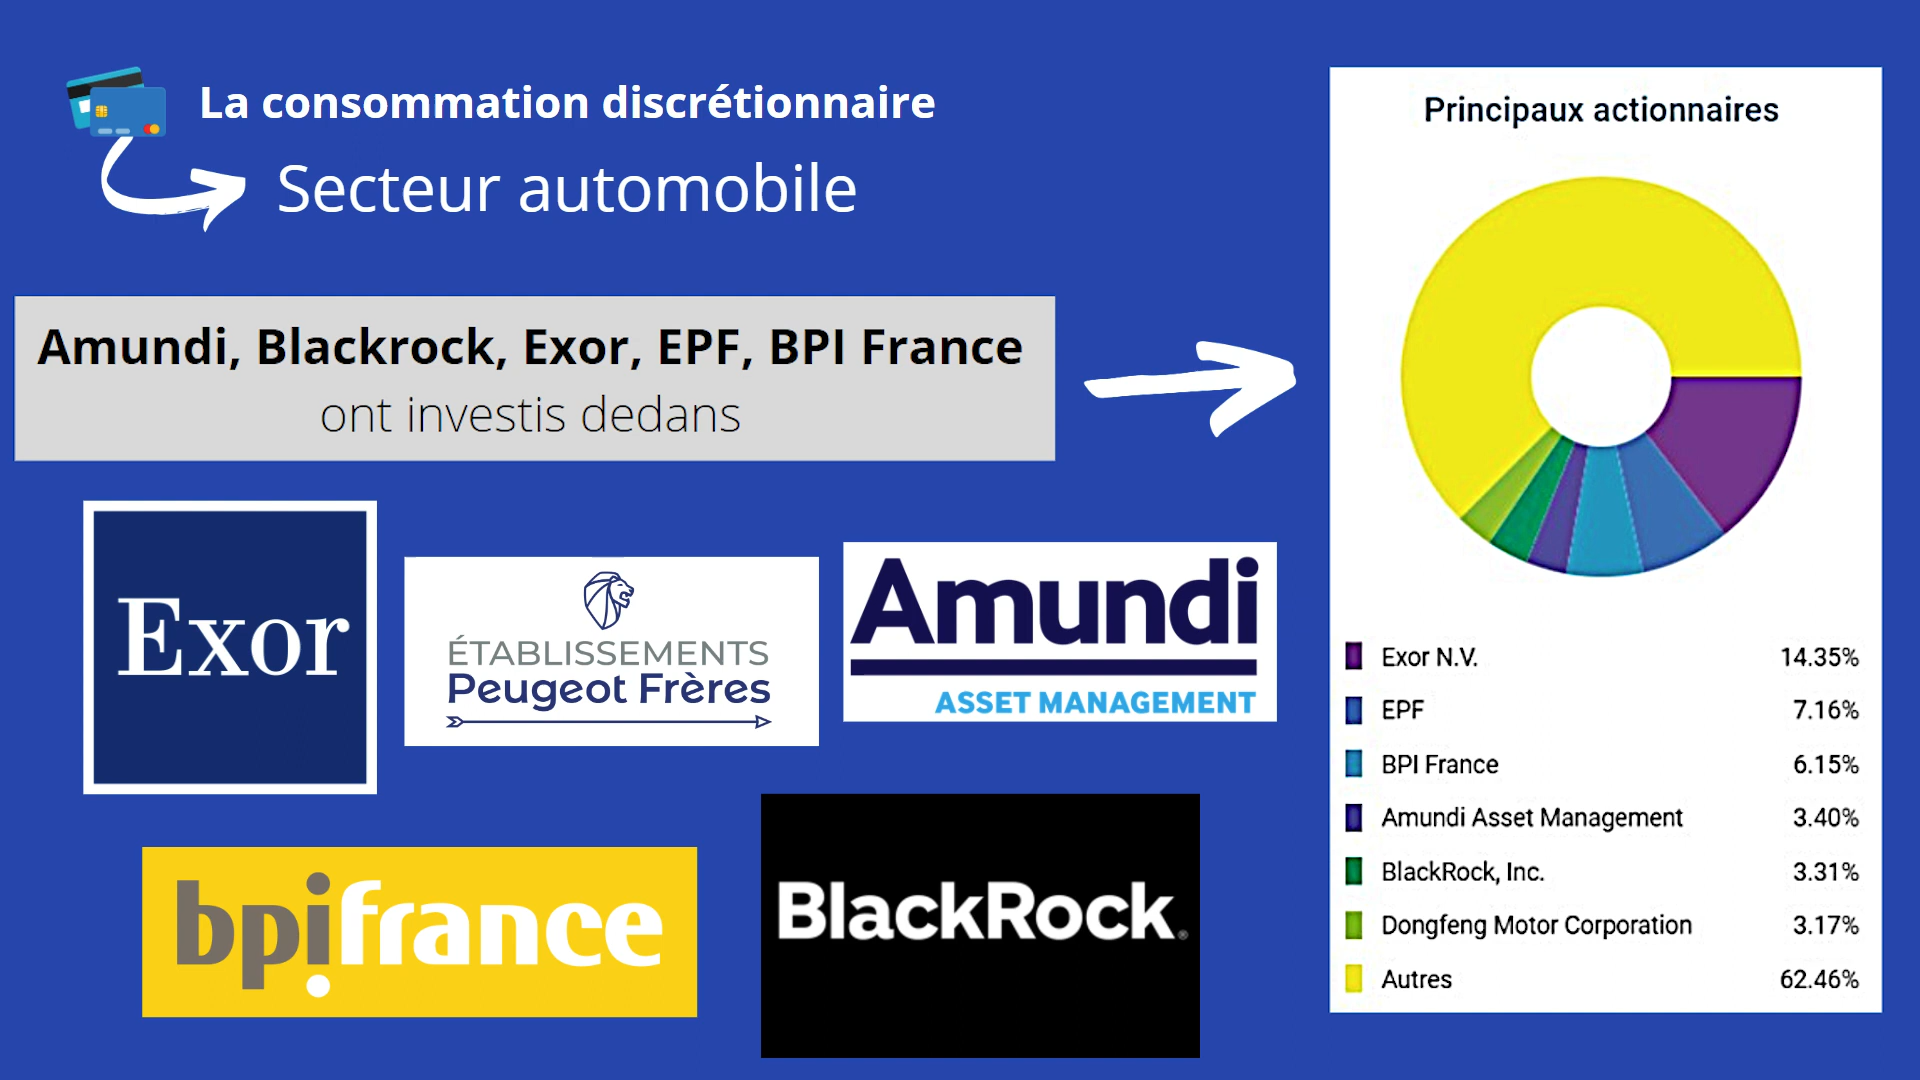 La consommation discrétionnaire
Secteur automobile
Amundi, Blackrock, Exor, EPF, BPI France
ont investis dedans
Exor
ÉTABLISSEMENTS
Peugeot Frères
Amundi
ASSET MANAGEMENT
bpifrance
BlackRock.
Principaux actionnaires
Exor N.V. 14.35%
EPF 7.16%
BPI France 6.15%
Amundi Asset Management 3.40%
BlackRock, Inc. 3.31%
Dongfeng Motor Corporation 3.17%
Autres 62.46%